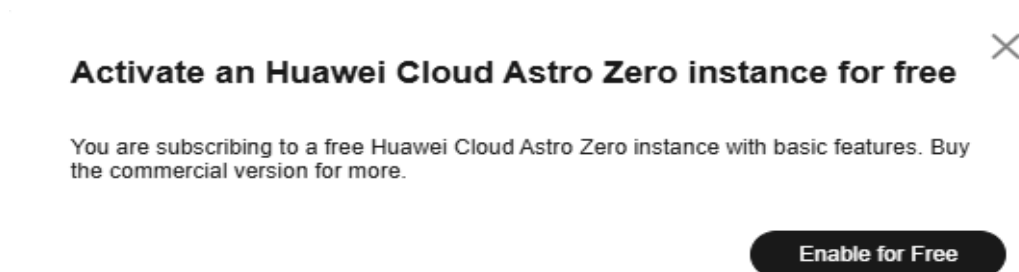 Activate an Huawei Cloud Astro Zero instance for free
You are subscribing to a free Huawei Cloud Astro Zero instance with basic features. Buy
the commercial version for more.
Enable for Free